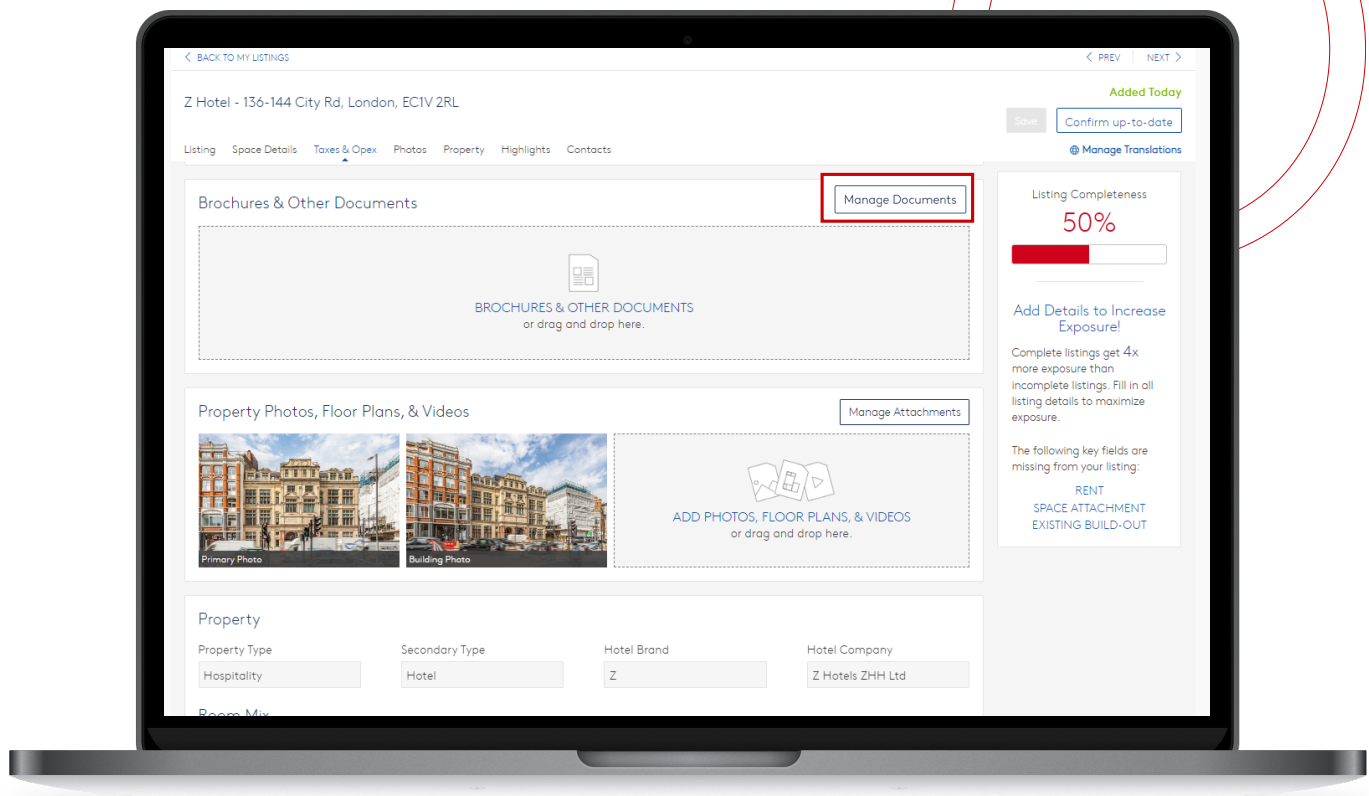 BACK TO MY LISTINGS
PREV NEXT
Z Hotel - 136-144 City Rd, London, EC1V 2RL
Added Today
Save Confirm up-to-date
Listing Space Details Taxes & Opex Photos Property Highlights Contacts
Manage Translations
Brochures & Other Documents
Manage Documents
BROCHURES & OTHER DOCUMENTS
or drag and drop here.
Property Photos, Floor Plans, & Videos
Manage Attachments
Primary Photo
Building Photo
ADD PHOTOS, FLOOR PLANS, & VIDEOS
or drag and drop here.
Property
Property Type Secondary Type Hotel Brand Hotel Company
Hospitality Hotel Z Z Hotels ZHH Ltd
Room Mix
Listing Completeness
50%
Add Details to Increase
Exposure!
Complete listings get 4x
more exposure than
incomplete listings. Fill in all
listing details to maximize
exposure.
The following key fields are
missing from your listing:
RENT
SPACE ATTACHMENT
EXISTING BUILD-OUT